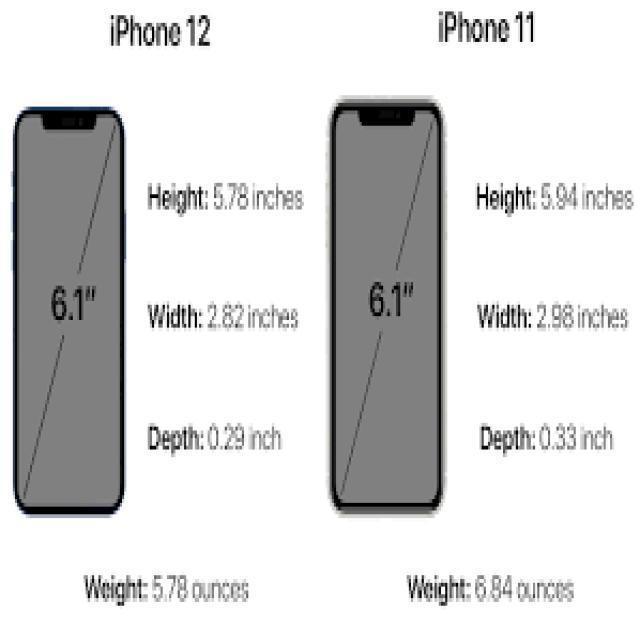 iPhone 12
iPhone 11
Height: 5.78 inches
Height: 5.94 inches
6.1"
6.1"
Width: 2.82 inches
Width: 2.98 inches
Depth: 0.29 inch
Depth: 0.33 inch
Weight: 5.78 ounces
Weight: 6.84 ounces